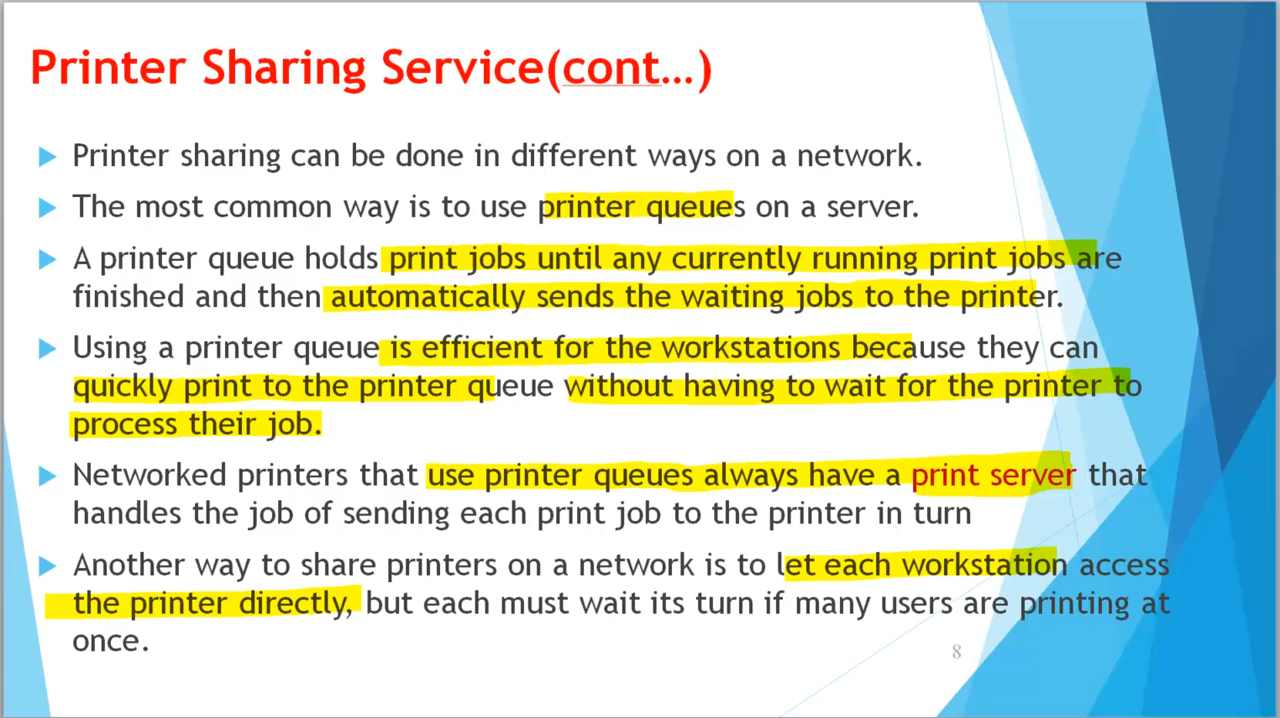 Printer Sharing Service(cont…)
Printer sharing can be done in different ways on a network.
The most common way is to use printer queues on a server.
A printer queue holds print jobs until any currently running print jobs are
finished and then automatically sends the waiting jobs to the printer.
Using a printer queue is efficient for the workstations because they can
quickly print to the printer queue without having to wait for the printer to
process their job.
Networked printers that use printer queues always have a print server that
handles the job of sending each print job to the printer in turn
Another way to share printers on a network is to let each workstation access
the printer directly, but each must wait its turn if many users are printing at
once.
8